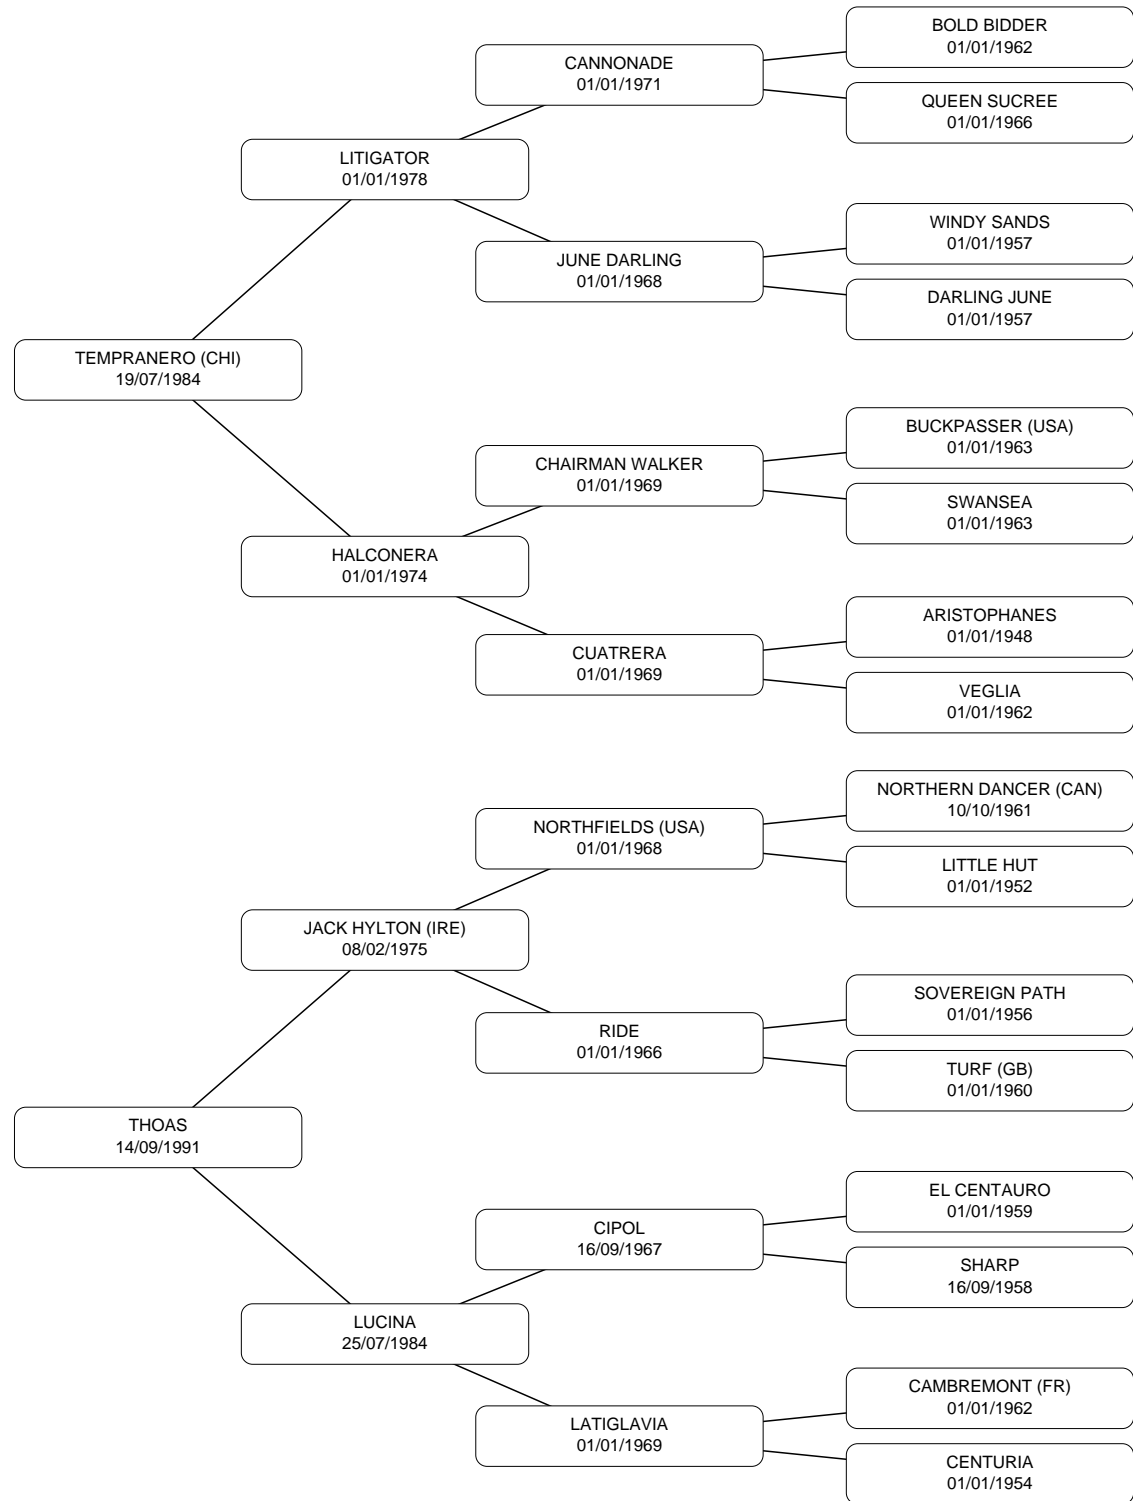 BOLD BIDDER
01/01/1962
CANNONADE
01/01/1971
QUEEN SUCREE
01/01/1966
LITIGATOR
01/01/1978
WINDY SANDS
01/01/1957
JUNE DARLING
01/01/1968
DARLING JUNE
01/01/1957
TEMPRANERO (CHI)
19/07/1984
BUCKPASSER (USA)
01/01/1963
CHAIRMAN WALKER
01/01/1969
SWANSEA
01/01/1963
HALCONERA
01/01/1974
ARISTOPHANES
01/01/1948
CUATRERA
01/01/1969
VEGLIA
01/01/1962
NORTHERN DANCER (CAN)
10/10/1961
NORTHFIELDS (USA)
01/01/1968
LITTLE HUT
01/01/1952
JACK HYLTON (IRE)
08/02/1975
SOVEREIGN PATH
01/01/1956
RIDE
01/01/1966
TURF (GB)
01/01/1960
THOAS
14/09/1991
EL CENTAURO
01/01/1959
CIPOL
16/09/1967
SHARP
16/09/1958
LUCINA
25/07/1984
CAMBREMONT (FR)
01/01/1962
LATIGLAVIA
01/01/1969
CENTURIA
01/01/1954